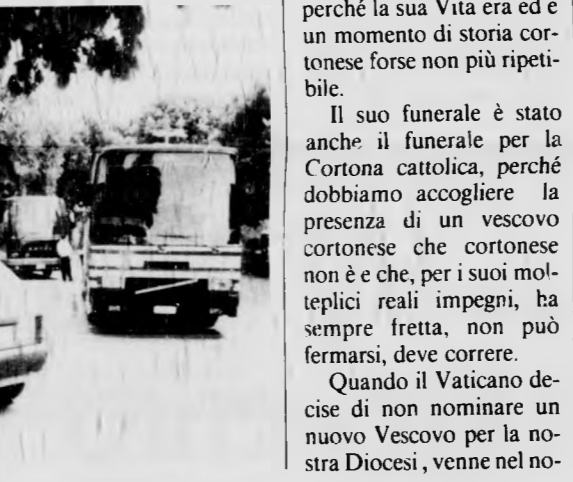 perché la sua Vita era ed è
un momento di storia cor-
tonese forse non più ripeti-
bile.
Il suo funerale è stato
anche il funerale per la
Cortona cattolica, perché
dobbiamo accogliere la
presenza di un vescovo
cortonese che cortonese
non è e che, per i suoi mol-
teplici reali impegni, ha
sempre fretta, non può
fermarsi, deve correre.
Quando il Vaticano de-
cise di non nominare un
nuovo Vescovo per la no-
stra Diocesi, venne nel no-